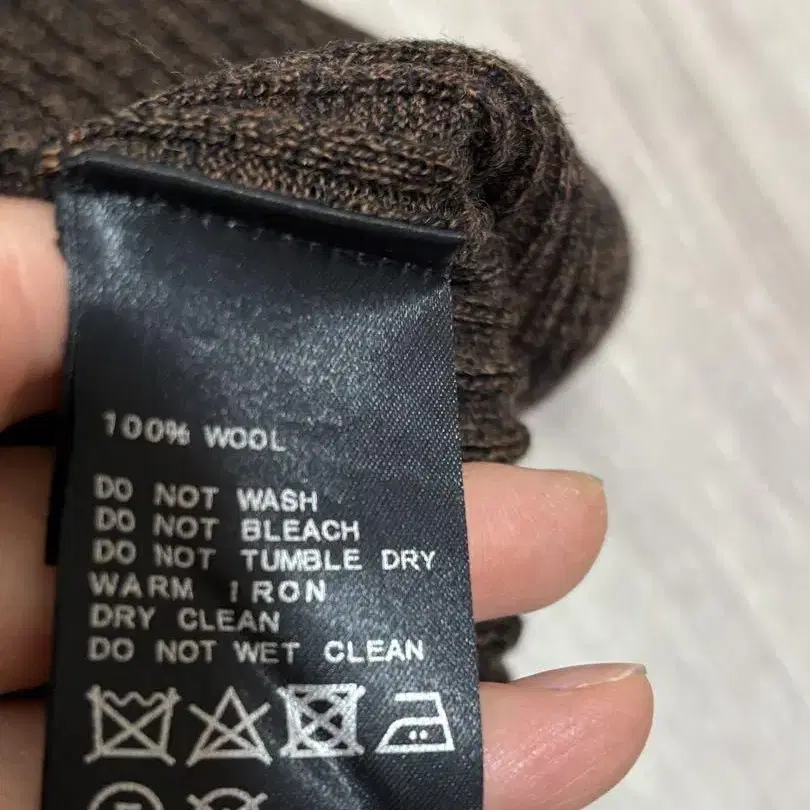 100% WOOL
DO NOT WASH
DO NOT BLEACH
DO NOT TUMBLE DRY
WARM IRON
DRY CLEAN
DO NOT WET CLEAN